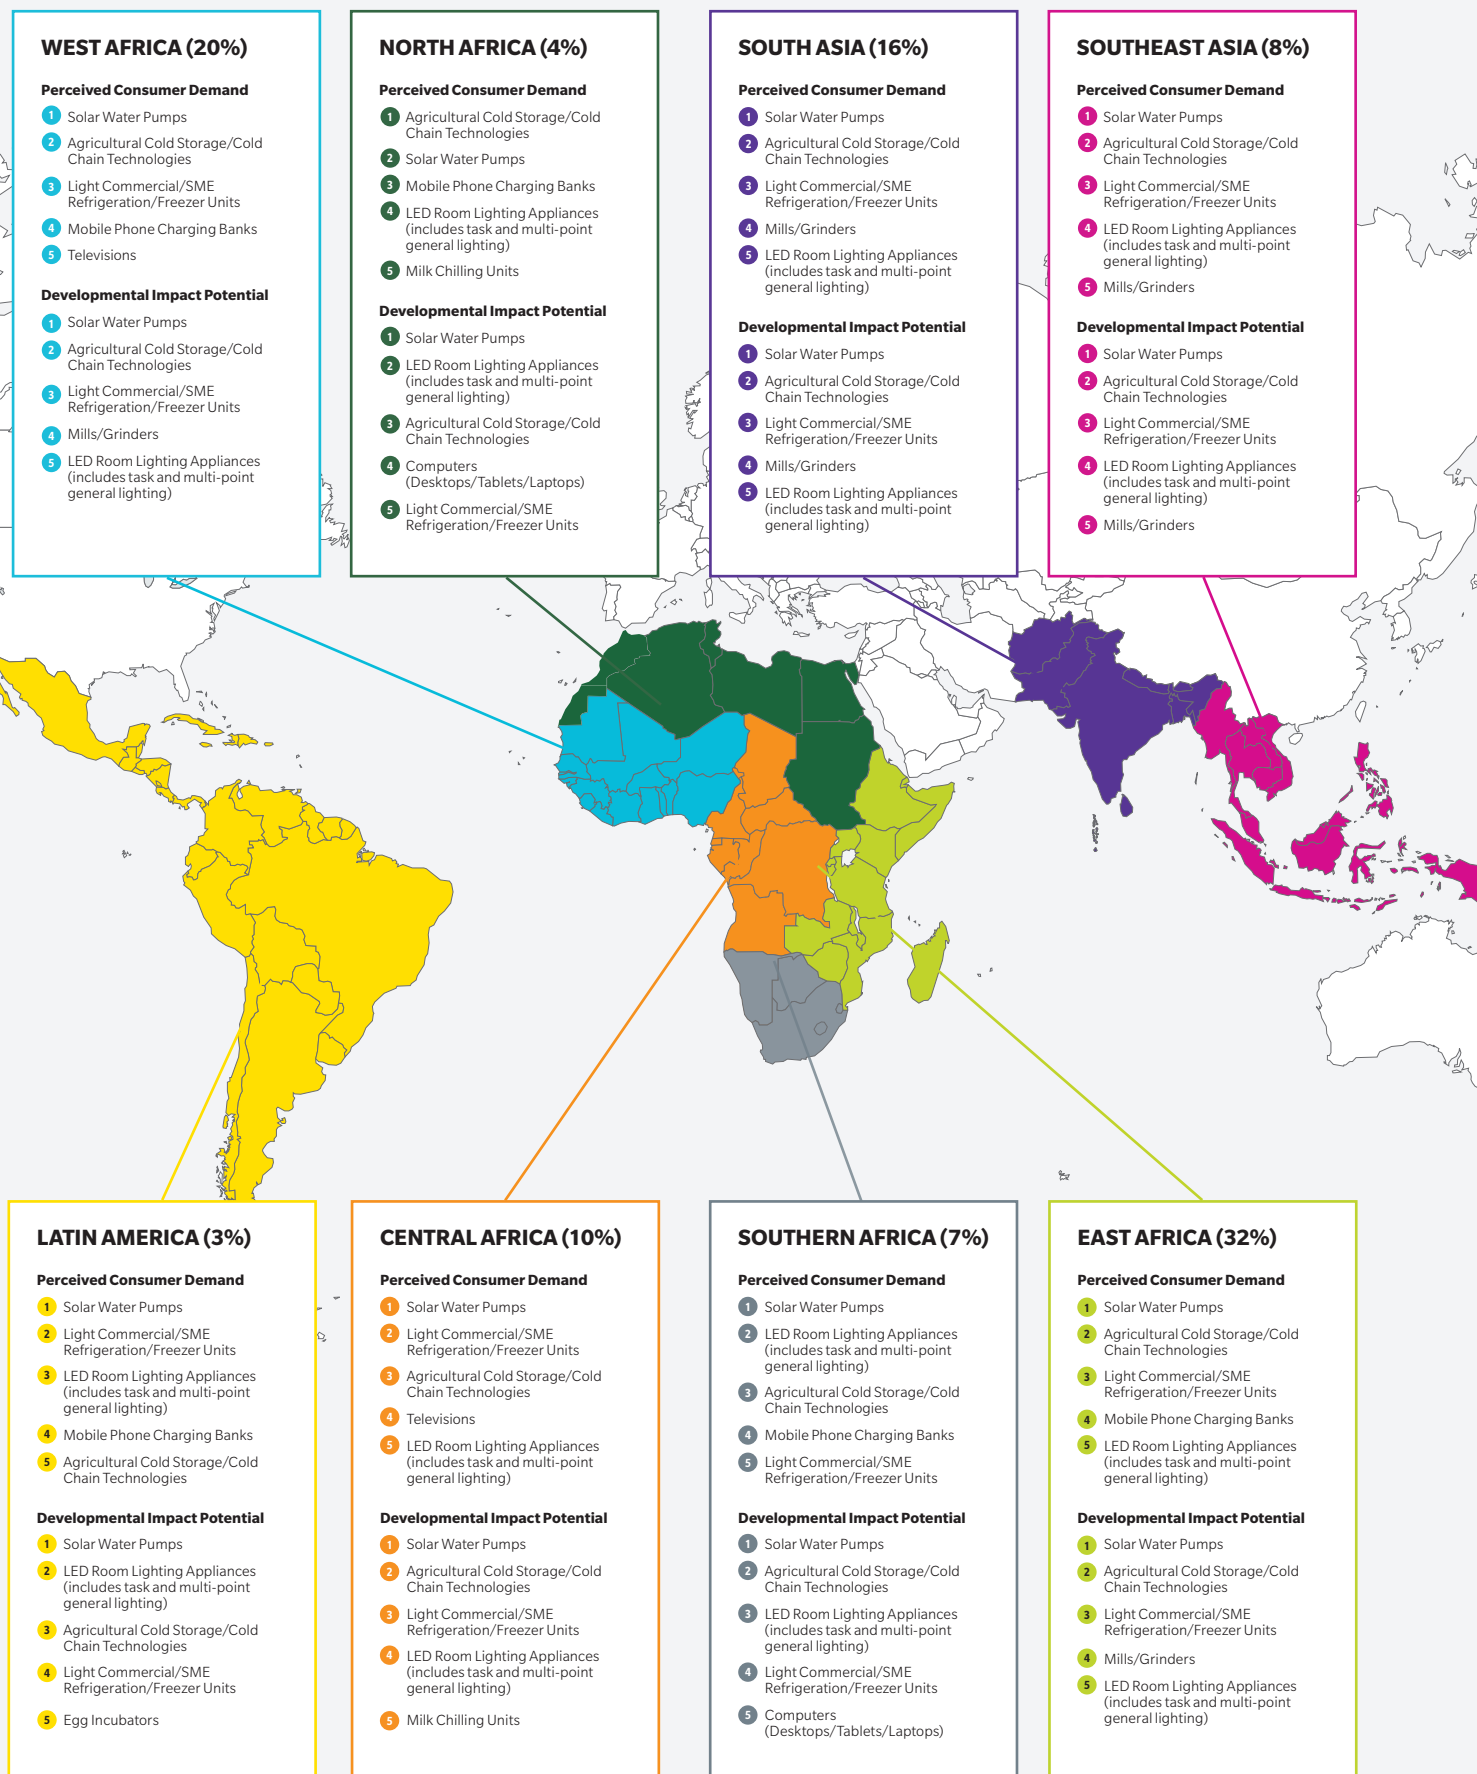 WEST AFRICA (20%)
Perceived Consumer Demand
1 Solar Water Pumps
2 Agricultural Cold Storage/Cold
Chain Technologies
3 Light Commercial/SME
Refrigeration/Freezer Units
4 Mobile Phone Charging Banks
5 Televisions
Developmental Impact Potential
1 Solar Water Pumps
2 Agricultural Cold Storage/Cold
Chain Technologies
3 Light Commercial/SME
Refrigeration/Freezer Units
4 Mills/Grinders
5 LED Room Lighting Appliances
(includes task and multi-point
general lighting)
NORTH AFRICA (4%)
Perceived Consumer Demand
1 Agricultural Cold Storage/Cold
Chain Technologies
2 Solar Water Pumps
3 Mobile Phone Charging Banks
4 LED Room Lighting Appliances
(includes task and multi-point
general lighting)
5 Milk Chilling Units
Developmental Impact Potential
1 Solar Water Pumps
2 LED Room Lighting Appliances
(includes task and multi-point
general lighting)
3 Agricultural Cold Storage/Cold
Chain Technologies
4 Computers
(Desktops/Tablets/Laptops)
5 Light Commercial/SME
Refrigeration/Freezer Units
SOUTH ASIA (16%)
Perceived Consumer Demand
1 Solar Water Pumps
2 Agricultural Cold Storage/Cold
Chain Technologies
3 Light Commercial/SME
Refrigeration/Freezer Units
4 Mills/Grinders
5 LED Room Lighting Appliances
(includes task and multi-point
general lighting)
Developmental Impact Potential
1 Solar Water Pumps
2 Agricultural Cold Storage/Cold
Chain Technologies
3 Light Commercial/SME
Refrigeration/Freezer Units
4 Mills/Grinders
5 LED Room Lighting Appliances
(includes task and multi-point
general lighting)
SOUTHEAST ASIA (8%)
Perceived Consumer Demand
1 Solar Water Pumps
2 Agricultural Cold Storage/Cold
Chain Technologies
3 Light Commercial/SME
Refrigeration/Freezer Units
4 LED Room Lighting Appliances
(includes task and multi-point
general lighting)
5 Mills/Grinders
Developmental Impact Potential
1 Solar Water Pumps
2 Agricultural Cold Storage/Cold
Chain Technologies
3 Light Commercial/SME
Refrigeration/Freezer Units
4 LED Room Lighting Appliances
(includes task and multi-point
general lighting)
5 Mills/Grinders
LATIN AMERICA (3%)
Perceived Consumer Demand
1 Solar Water Pumps
2 Light Commercial/SME
Refrigeration/Freezer Units
3 LED Room Lighting Appliances
(includes task and multi-point
general lighting)
4 Mobile Phone Charging Banks
5 Agricultural Cold Storage/Cold
Chain Technologies
Developmental Impact Potential
1 Solar Water Pumps
2 LED Room Lighting Appliances
(includes task and multi-point
general lighting)
3 Agricultural Cold Storage/Cold
Chain Technologies
4 Light Commercial/SME
Refrigeration/Freezer Units
5 Egg Incubators
CENTRAL AFRICA (10%)
Perceived Consumer Demand
1 Solar Water Pumps
2 Light Commercial/SME
Refrigeration/Freezer Units
3 Agricultural Cold Storage/Cold
Chain Technologies
4 Televisions
5 LED Room Lighting Appliances
(includes task and multi-point
general lighting)
Developmental Impact Potential
1 Solar Water Pumps
2 Agricultural Cold Storage/Cold
Chain Technologies
3 Light Commercial/SME
Refrigeration/Freezer Units
4 LED Room Lighting Appliances
(includes task and multi-point
general lighting)
5 Milk Chilling Units
SOUTHERN AFRICA (7%)
Perceived Consumer Demand
1 Solar Water Pumps
2 LED Room Lighting Appliances
(includes task and multi-point
general lighting)
3 Agricultural Cold Storage/Cold
Chain Technologies
4 Mobile Phone Charging Banks
5 Light Commercial/SME
Refrigeration/Freezer Units
Developmental Impact Potential
1 Solar Water Pumps
2 Agricultural Cold Storage/Cold
Chain Technologies
3 LED Room Lighting Appliances
(includes task and multi-point
general lighting)
4 Light Commercial/SME
Refrigeration/Freezer Units
5 Computers
(Desktops/Tablets/Laptops)
EAST AFRICA (32%)
Perceived Consumer Demand
1 Solar Water Pumps
2 Agricultural Cold Storage/Cold
Chain Technologies
3 Light Commercial/SME
Refrigeration/Freezer Units
4 Mobile Phone Charging Banks
5 LED Room Lighting Appliances
(includes task and multi-point
general lighting)
Developmental Impact Potential
1 Solar Water Pumps
2 Agricultural Cold Storage/Cold
Chain Technologies
3 Light Commercial/SME
Refrigeration/Freezer Units
4 Mills/Grinders
5 LED Room Lighting Appliances
(includes task and multi-point
general lighting)